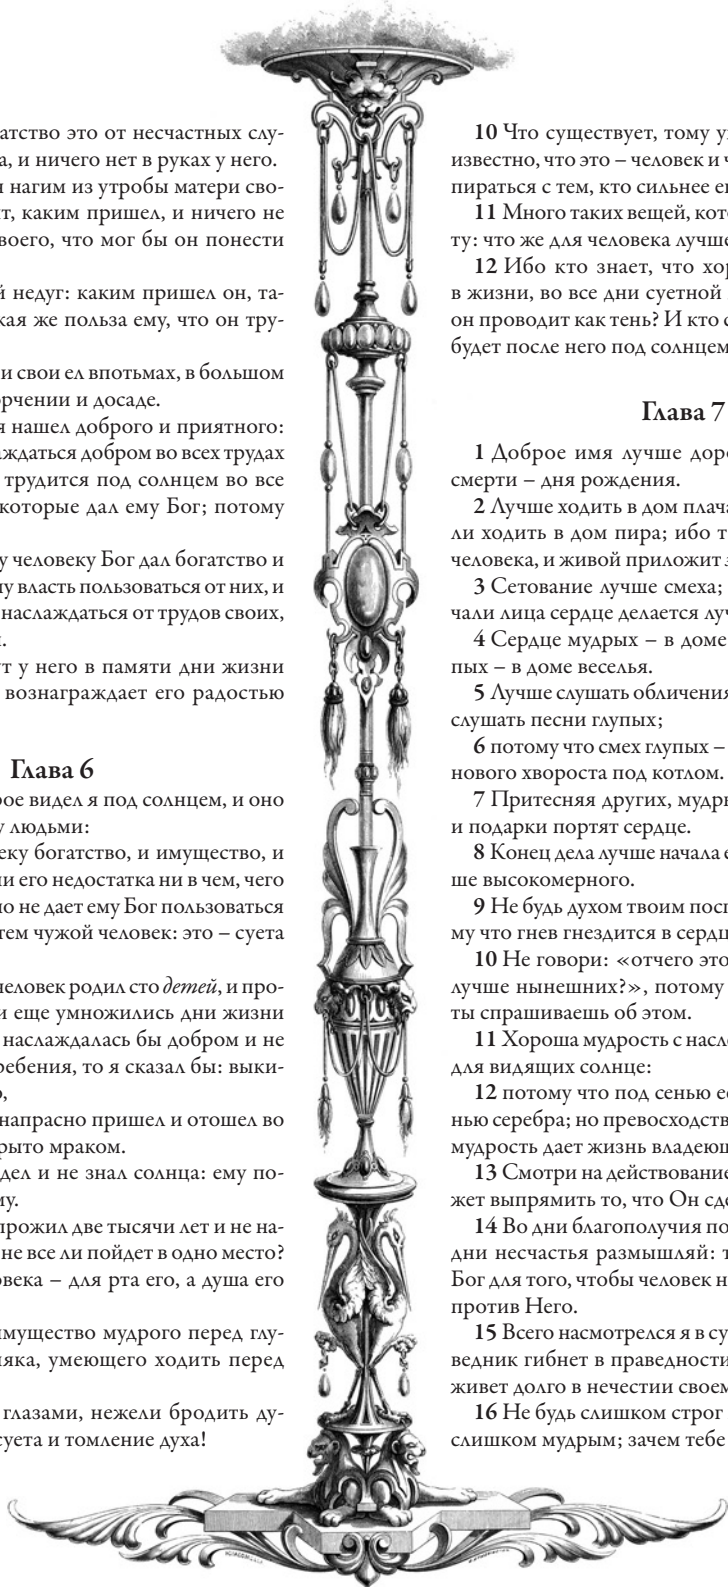 атство это от несчастных слу-
а, и ничего нет в руках у него.
нагим из утробы матери сво-
т, каким пришел, и ничего не
воего, что мог бы он понести
й недуг: каким пришел он, та-
кая же польза ему, что он тру-
и свои ел впотьмах, в большом
рчении и досаде.
я нашел доброго и приятного:
ждаться добром во всех трудах
трудится под солнцем во все
которые дал ему Бог; потому
у человеку Бог дал богатство и
му власть пользоваться от них, и
наслаждаться от трудов своих,
ут у него в памяти дни жизни
вознаграждает его радостью
Глава 6
рое видел я под солнцем, и оно
у людьми:
еку богатство, и имущество, и
ни его недостатка ни в чем, чего
но не дает ему Бог пользоваться
тем чужой человек: это – суета
человек родил сто детей, и про-
и еще умножились дни жизни
наслаждалась бы добром и не
ребения, то я сказал бы: выки-
о,
напрасно пришел и отошел во
рыто мраком.
дел и не знал солнца: ему по-
му.
прожил две тысячи лет и не на-
не все ли пойдет в одно место?
овека – для рта его, а душа его
имущество мудрого перед глу-
няка, умеющего ходить перед
глазами, нежели бродить ду-
суета и томление духа!
10 Что существует, тому у
известно, что это – человек и ч
пираться с тем, кто сильнее е
11 Много таких вещей, кото
ту: что же для человека лучше
12 Ибо кто знает, что хор
в жизни, во все дни суетной
он проводит как тень? И кто с
будет после него под солнцем
Глава 7
1 Доброе имя лучше доро
смерти – дня рождения.
2 Лучше ходить в дом плача
ли ходить в дом пира; ибо т
человека, и живой приложит э
3 Сетование лучше смеха;
чали лица сердце делается луч
4 Сердце мудрых – в доме
пых – в доме веселья.
5 Лучше слушать обличения
слушать песни глупых;
6 потому что смех глупых –
нового хвороста под котлом.
7 Притесняя других, мудры
и подарки портят сердце.
8 Конец дела лучше начала е
ше высокомерного.
9 Не будь духом твоим посп
му что гнев гнездится в сердц
10 Не говори: «отчего это
лучше нынешних?», потому
ты спрашиваешь об этом.
11 Хороша мудрость с насле
для видящих солнце:
12 потому что под сенью ее
нью серебра; но превосходств
мудрость дает жизнь владеющ
13 Смотри на действование
жет выпрямить то, что Он сде
14 Во дни благополучия по
дни несчастья размышляй: т
Бог для того, чтобы человек н
против Него.
15 Всего насмотрелся я в су
ведник гибнет в праведности
живет долго в нечестии своем
16 Не будь слишком строг
слишком мудрым; зачем тебе